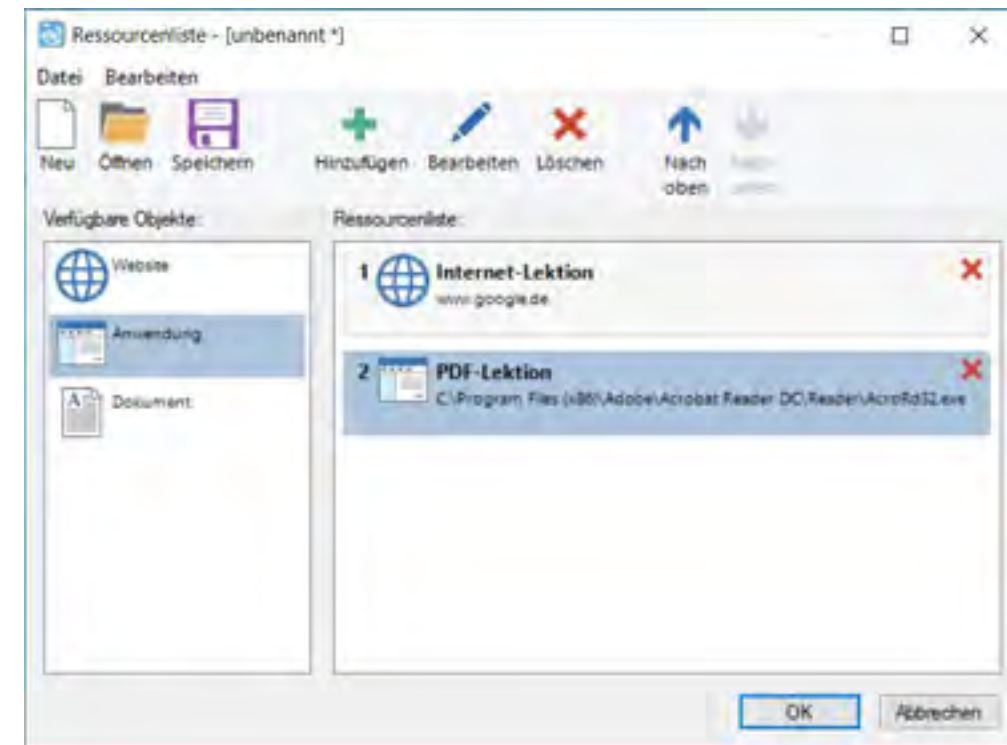 Ressourcenliste - [unbenannt *]
Datei Bearbeiten
Neu Öffnen Speichern Hinzufügen Bearbeiten Löschen Nach oben
Verfügbare Objekte:
Website
Anwendung
Dokument
Ressourcenliste:
1 Internet-Lektion
www.google.de
2 PDF-Lektion
C:\Program Files (x86)\Adobe\Acrobat Reader DC\Reader\AcroRd32.exe
OK Abbrechen